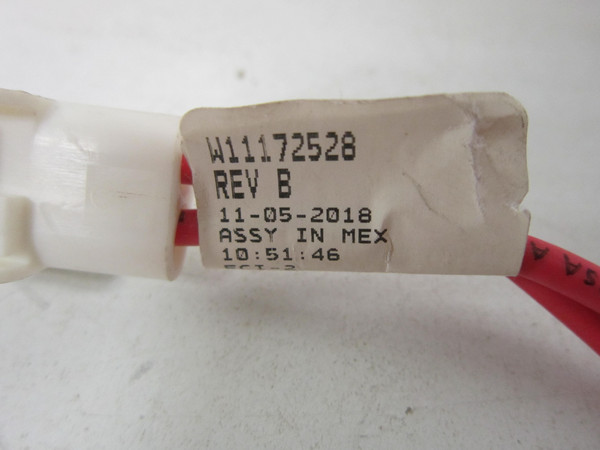 W11172528
REV B
11-05-2018
ASSY IN MEX
10:51:46